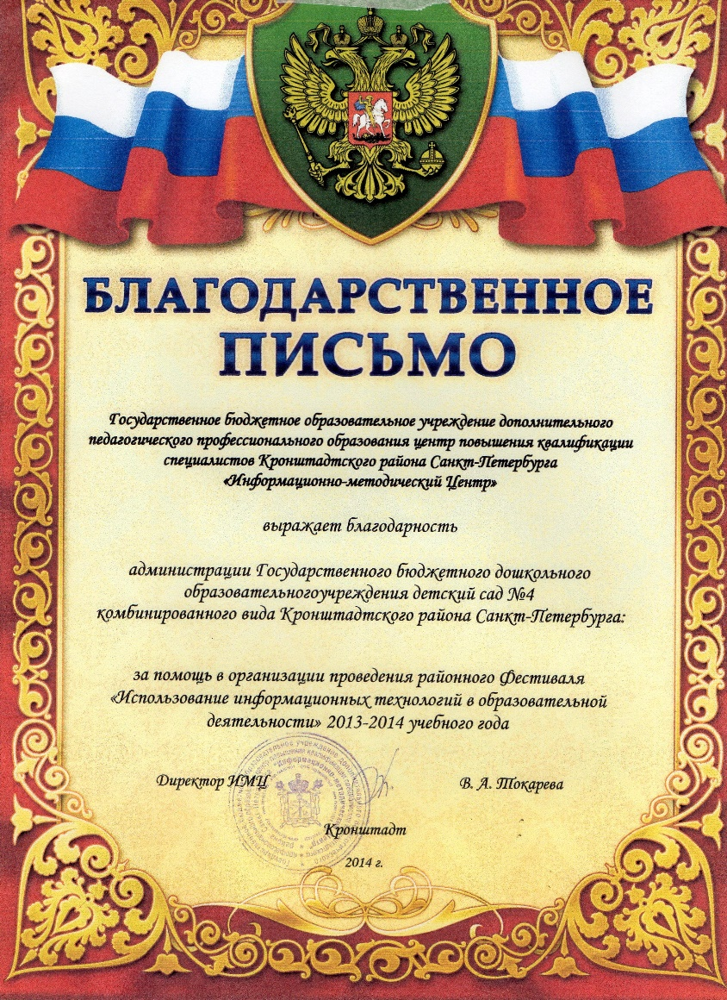 БЛАГОДАРСТВЕННОЕ
ПИСЬМО
Государственное бюджетное образовательное учреждение дополнительного
педагогического профессионального образования центр повышения квалификации
специалистов Кронштадтского района Санкт-Петербурга
«Информационно-методический Центр»
выражает благодарность
администрации Государственного бюджетного дошкольного
образовательногоучреждения детский сад №4
комбинированного вида Кронштадтского района Санкт-Петербурга:
за помощь в организации проведения районного Фестиваля
«Использование информационных технологий в образовательной
деятельности» 2013-2014 учебного года
Директор ИМЦ В. А. Токарева
Кронштадт
2014 г.